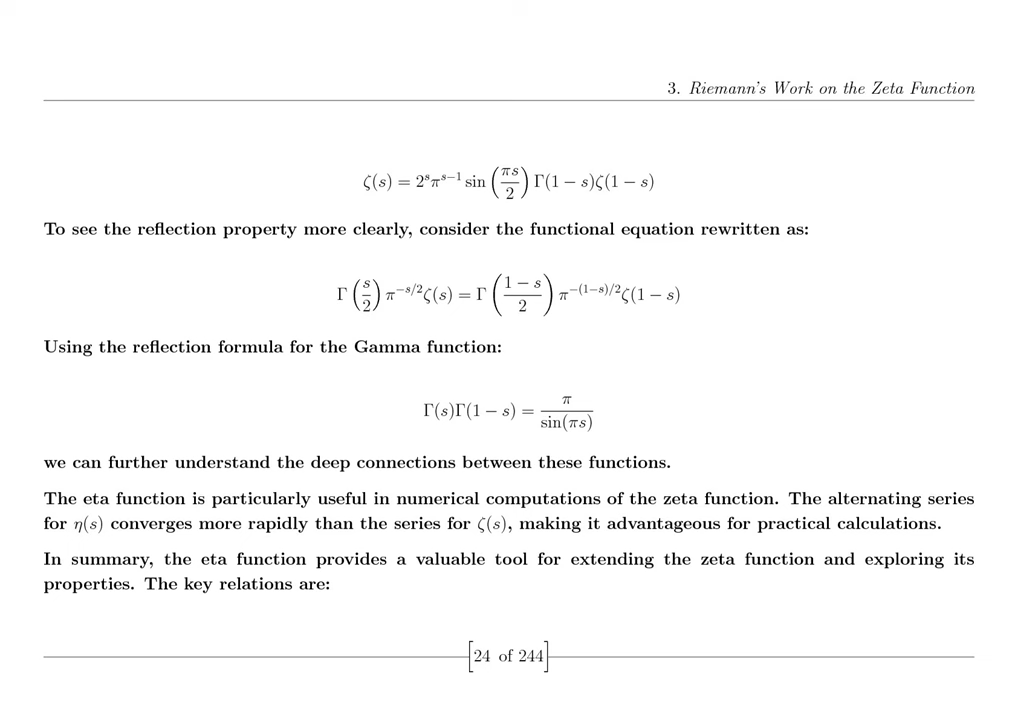 3. Riemann's Work on the Zeta Function
ζ(s) = 2^s π^{s−1} sin(πs/2) Γ(1 − s)ζ(1 − s)
To see the reflection property more clearly, consider the functional equation rewritten as:
Γ(s/2) π^{−s/2} ζ(s) = Γ((1 − s)/2) π^{−(1−s)/2} ζ(1 − s)
Using the reflection formula for the Gamma function:
Γ(s)Γ(1 − s) = π/sin(πs)
we can further understand the deep connections between these functions.
The eta function is particularly useful in numerical computations of the zeta function. The alternating series
for η(s) converges more rapidly than the series for ζ(s), making it advantageous for practical calculations.
In summary, the eta function provides a valuable tool for extending the zeta function and exploring its
properties. The key relations are:
[24 of 244]